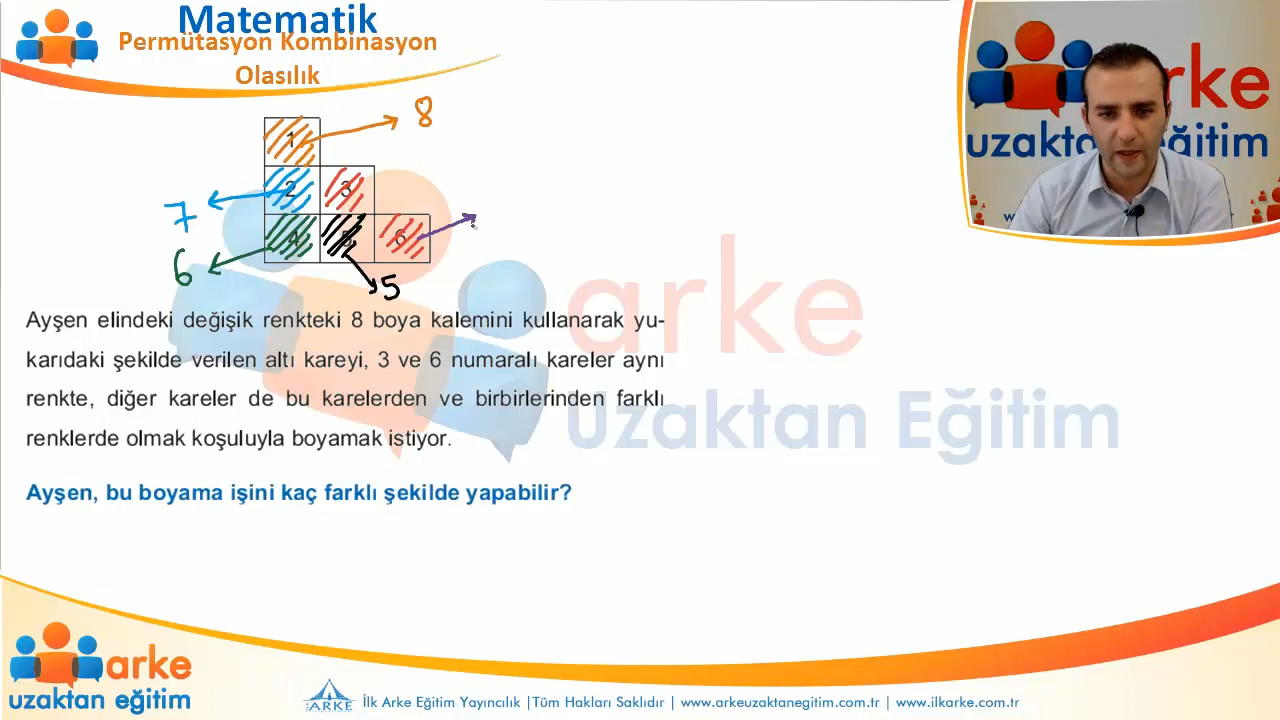 Matematik
Permütasyon Kombinasyon
Olasılık
arke
uzaktan eğitim
8
1
2
3
7
4
6
6
5
Ayşen elindeki değişik renkteki 8 boya kalemini kullanarak yu-
karıdaki şekilde verilen altı kareyi, 3 ve 6 numaralı kareler aynı
renkte, diğer kareler de bu karelerden ve birbirlerinden farklı
renklerde olmak koşuluyla boyamak istiyor.
Ayşen, bu boyama işini kaç farklı şekilde yapabilir?
arke
Uzaktan Eğitim
arke
uzaktan eğitim
ARKE
İlk Arke Eğitim Yayıncılık |Tüm Hakları Saklıdır | www.arkeuzaktanegitim.com.tr | www.ilkarke.com.tr